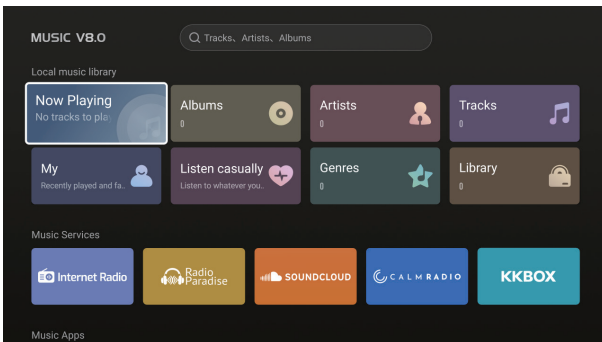 MUSIC V8.0
Tracks、Artists、Albums
Local music library
Now Playing
No tracks to pla
Albums
0
Artists
0
Tracks
0
My
Recently played and fa..
Listen casually
Listen to whatever you..
Genres
0
Library
0
Music Services
Internet Radio
Radio
Paradise
SOUNDCLOUD
CALM RADIO
KKBOX
Music Apps